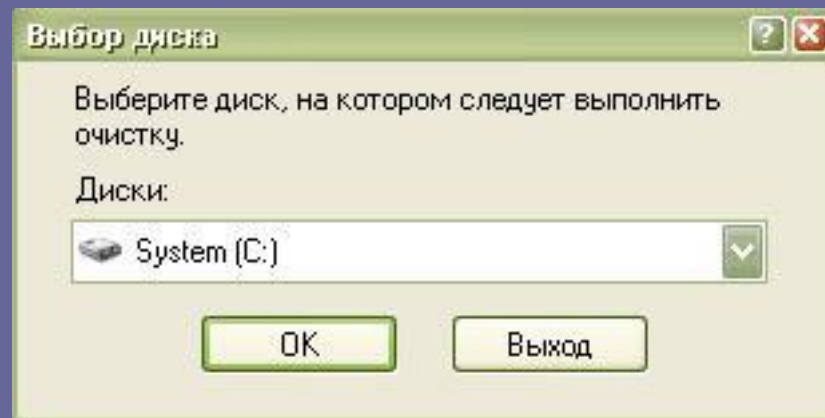 Выбор диска
Выберите диск, на котором следует выполнить
очистку.
Диски:
System (C:)
OK
Выход